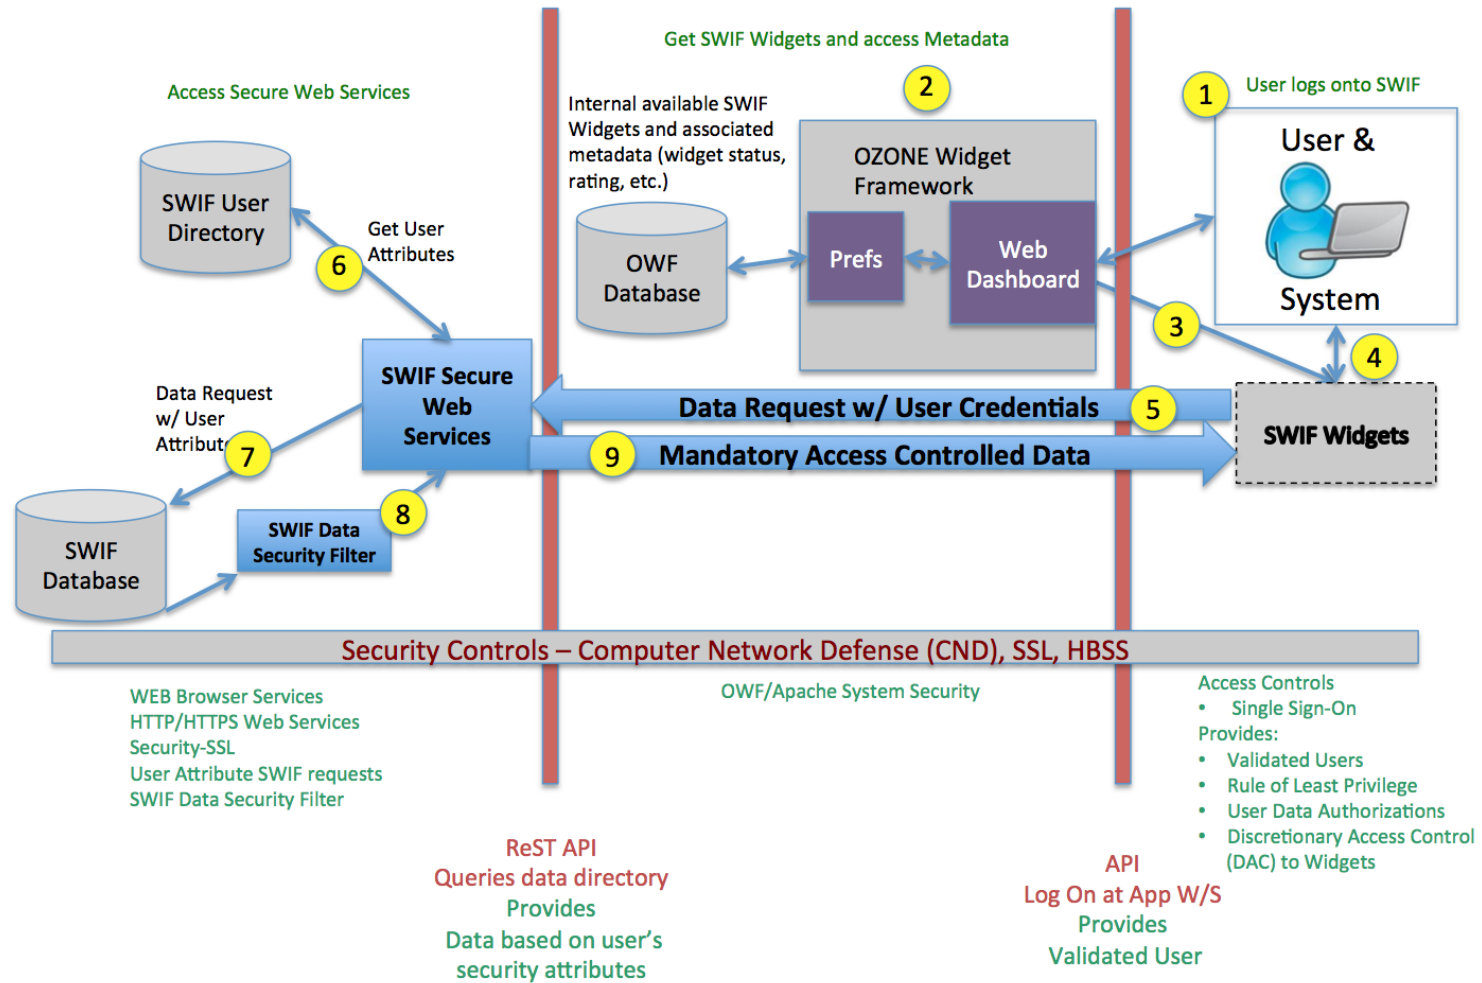 Get SWIF Widgets and access Metadata
Access Secure Web Services
2
1
User logs onto SWIF
Internal available SWIF
Widgets and associated
metadata (widget status,
rating, etc.)
OZONE Widget
Framework
User &
System
SWIF User
Directory
Get User
Attributes
6
OWF
Database
Prefs
Web
Dashboard
3
4
SWIF Secure
Web
Services
Data Request w/ User Credentials
5
9
Mandatory Access Controlled Data
SWIF Widgets
Data Request
w/ User
Attribut
7
8
SWIF Data
Security Filter
SWIF
Database
Security Controls – Computer Network Defense (CND), SSL, HBSS
WEB Browser Services
HTTP/HTTPS Web Services
Security-SSL
User Attribute SWIF requests
SWIF Data Security Filter
OWF/Apache System Security
Access Controls
• Single Sign-On
Provides:
• Validated Users
• Rule of Least Privilege
• User Data Authorizations
• Discretionary Access Control
(DAC) to Widgets
ReST API
Queries data directory
Provides
Data based on user's
security attributes
API
Log On at App W/S
Provides
Validated User